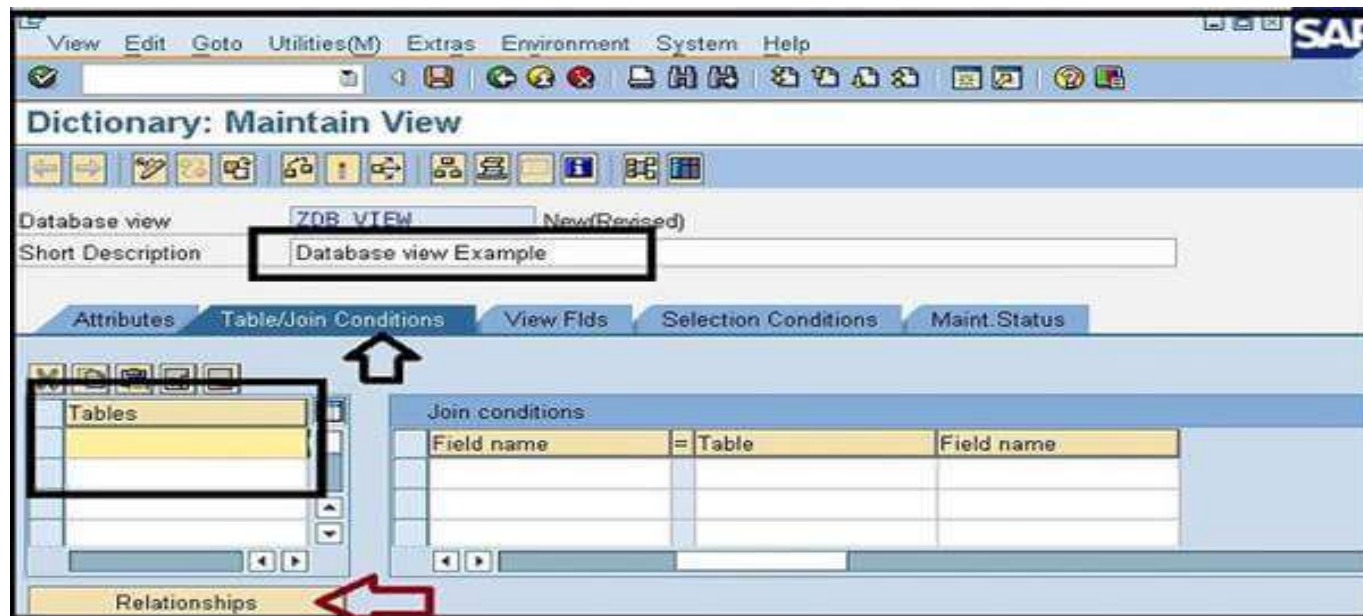 View Edit Goto Utilities(M) Extras Environment System Help
SAP
Dictionary: Maintain View
Database view ZDB_VIEW New(Revised)
Short Description Database view Example
Attributes Table/Join Conditions View Flds Selection Conditions Maint.Status
Tables
Join conditions
Field name = Table Field name
Relationships